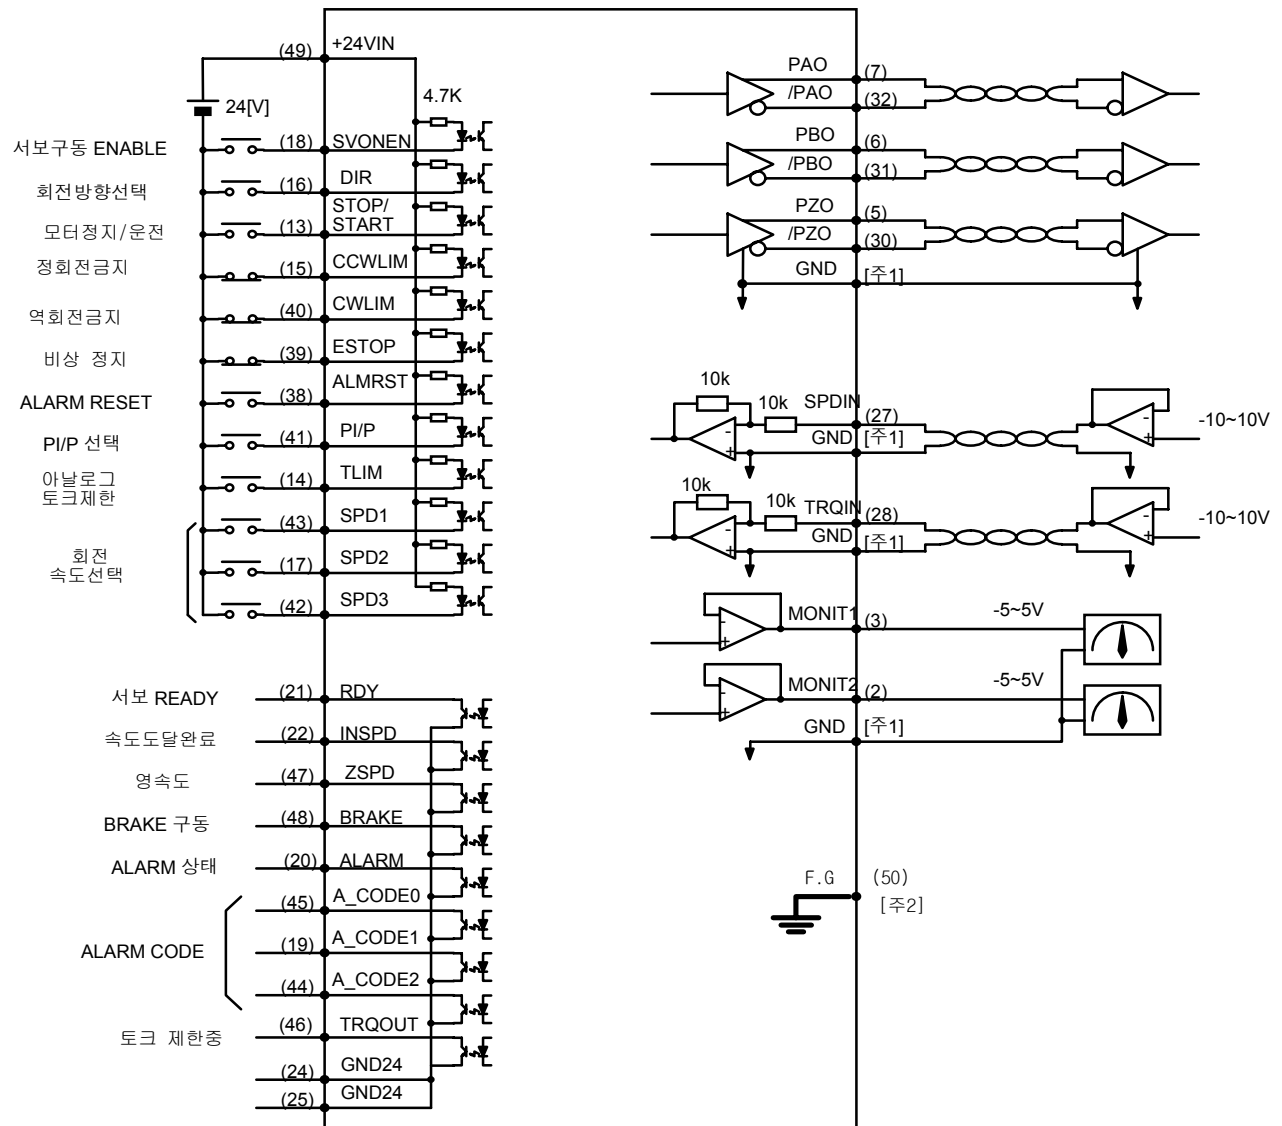 (49) +24VIN
24[V]
4.7K
서보구동 ENABLE (18) SVONEN
회전방향선택 (16) DIR
모터정지/운전 (13) STOP/
START
정회전금지 (15) CCWLIM
역회전금지 (40) CWLIM
비상 정지 (39) ESTOP
ALARM RESET (38) ALMRST
PI/P 선택 (41) PI/P
아날로그
토크제한 (14) TLIM
(43) SPD1
회전
속도선택 (17) SPD2
(42) SPD3
서보 READY (21) RDY
속도도달완료 (22) INSPD
영속도 (47) ZSPD
BRAKE 구동 (48) BRAKE
ALARM 상태 (20) ALARM
(45) A_CODE0
ALARM CODE (19) A_CODE1
(44) A_CODE2
토크 제한중 (46) TRQOUT
(24) GND24
(25) GND24
PAO (7)
/PAO (32)
PBO (6)
/PBO (31)
PZO (5)
/PZO (30)
GND [주1]
10k
10k SPDIN (27)
GND [주1]
- +
- +
-10~10V
10k
10k TRQIN (28)
GND [주1]
- +
- +
-10~10V
- +
MONIT1 (3) -5~5V
- +
MONIT2 (2) -5~5V
GND [주1]
F.G (50)
[주2]